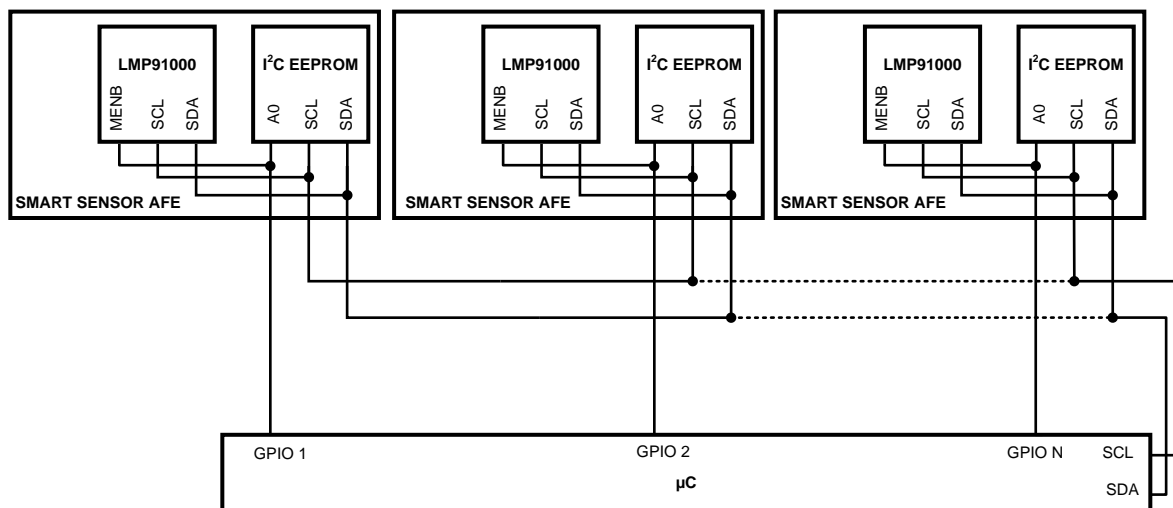 LMP91000
I²C EEPROM
MENB
SCL
SDA
A0
SCL
SDA
SMART SENSOR AFE
LMP91000
I²C EEPROM
MENB
SCL
SDA
A0
SCL
SDA
SMART SENSOR AFE
LMP91000
I²C EEPROM
MENB
SCL
SDA
A0
SCL
SDA
SMART SENSOR AFE
GPIO 1
GPIO 2
GPIO N
SCL
µC
SDA